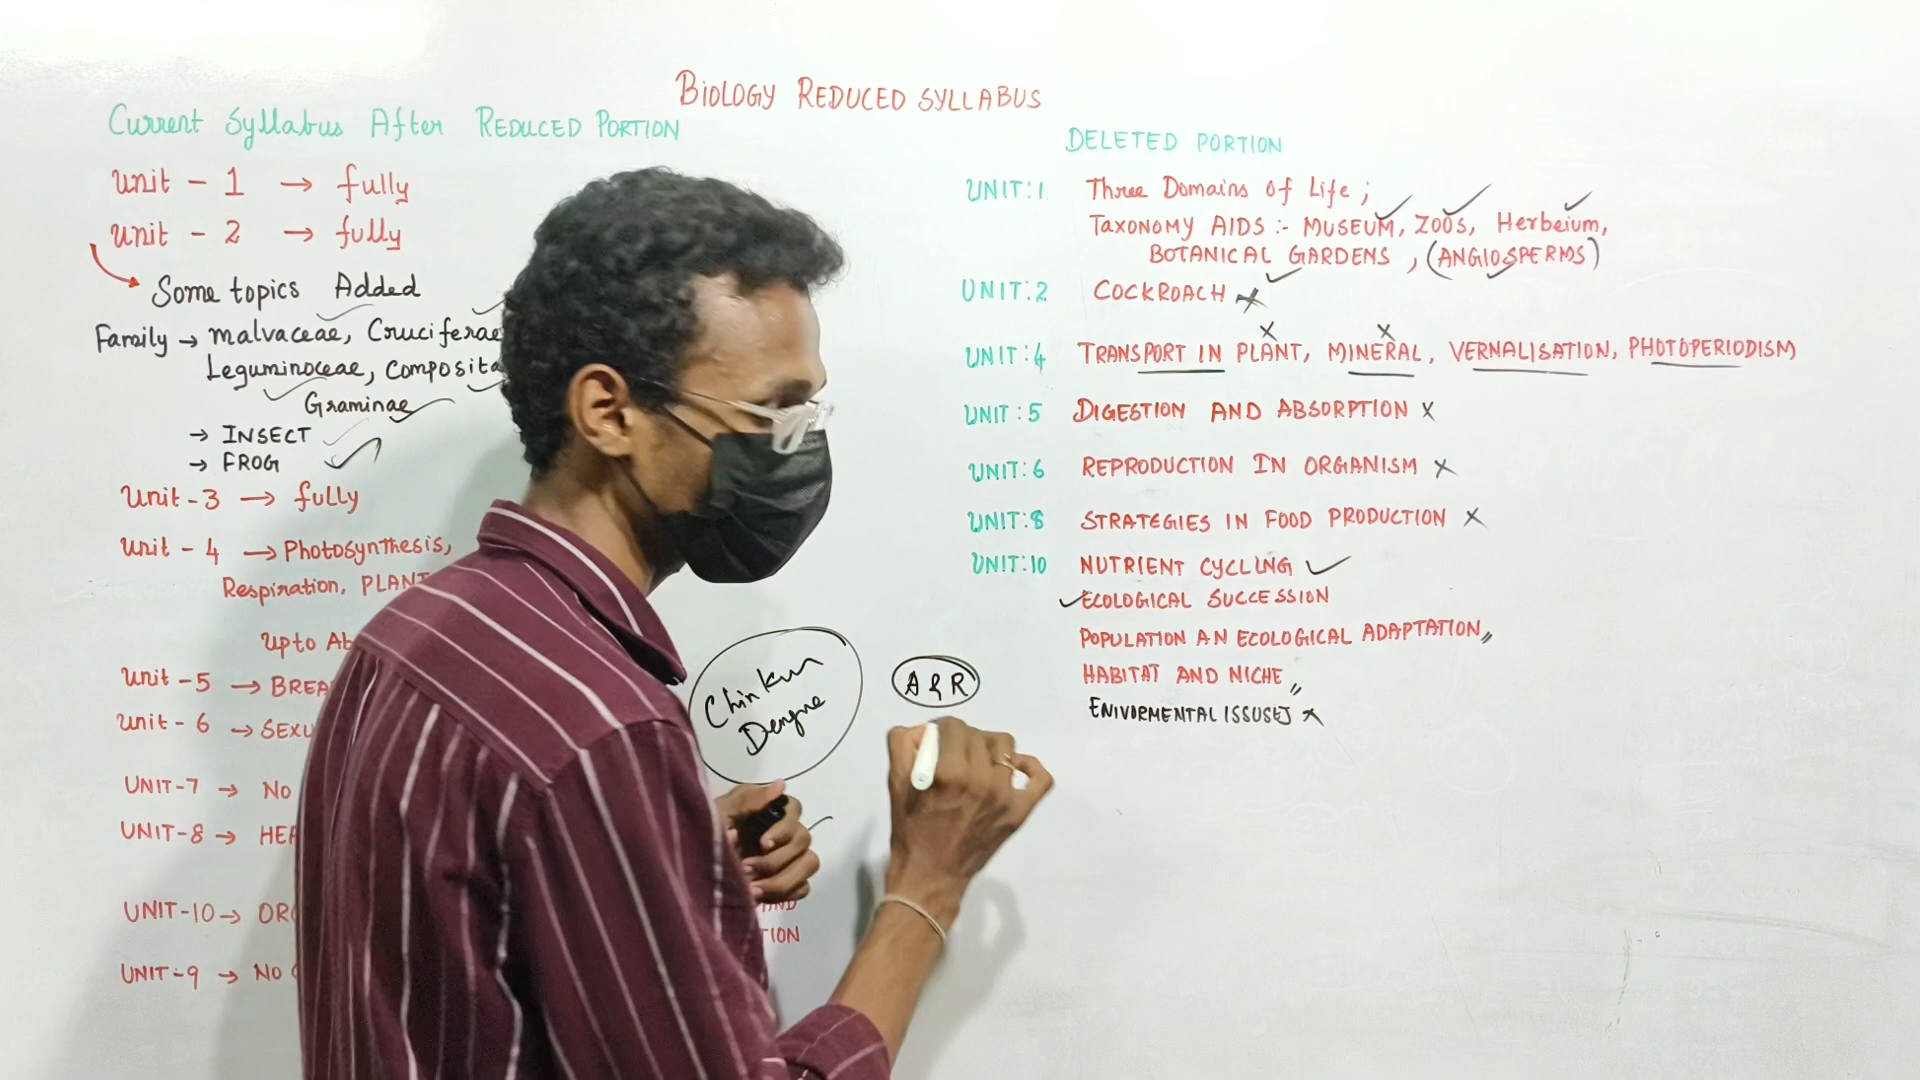 BIOLOGY REDUCED SYLLABUS
Current Syllabus After REDUCED PORTION
Unit - 1 → fully
Unit - 2 → fully
Some topics Added
Family → malvaceae, Cruciferae
Leguminoceae, Composita
Graminae
→ INSECT
→ FROG
Unit - 3 → fully
Unit - 4 → Photosynthesis,
Respiration, PLANT
Upto Ab
Unit - 5 → BREA
Unit - 6 → SEXU
UNIT-7 → No
UNIT-8 → HEA
UNIT-10 → ORG
UNIT-9 → NO
TION
Chinkun
Dengue
A & R
DELETED PORTION
UNIT:1 Three Domains of Life;
TAXONOMY AIDS :- MUSEUM, ZOOS, Herbeium,
BOTANICAL GARDENS, (ANGIOSPERMS)
UNIT:2 COCKROACH
UNIT:4 TRANSPORT IN PLANT, MINERAL, VERNALISATION, PHOTOPERIODISM
UNIT:5 DIGESTION AND ABSORPTION x
UNIT:6 REPRODUCTION IN ORGANISM x
UNIT:8 STRATEGIES IN FOOD PRODUCTION x
UNIT:10 NUTRIENT CYCLING ✓
✓ECOLOGICAL SUCCESSION
POPULATION AN ECOLOGICAL ADAPTATION,,
HABITAT AND NICHE,,
ENIVORMENTAL ISSUSES x